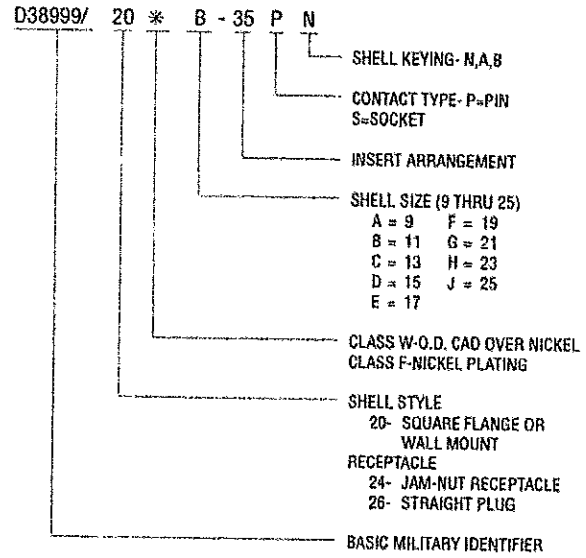 D38999/ 20 * B - 35 P N
SHELL KEYING- N,A,B
CONTACT TYPE- P=PIN
S=SOCKET
INSERT ARRANGEMENT
SHELL SIZE (9 THRU 25)
A = 9 F = 19
B = 11 G = 21
C = 13 H = 23
D = 15 J = 25
E = 17
CLASS W-O.D. CAD OVER NICKEL
CLASS F-NICKEL PLATING
SHELL STYLE
20- SQUARE FLANGE OR
WALL MOUNT
RECEPTACLE
24- JAM-NUT RECEPTACLE
26- STRAIGHT PLUG
BASIC MILITARY IDENTIFIER